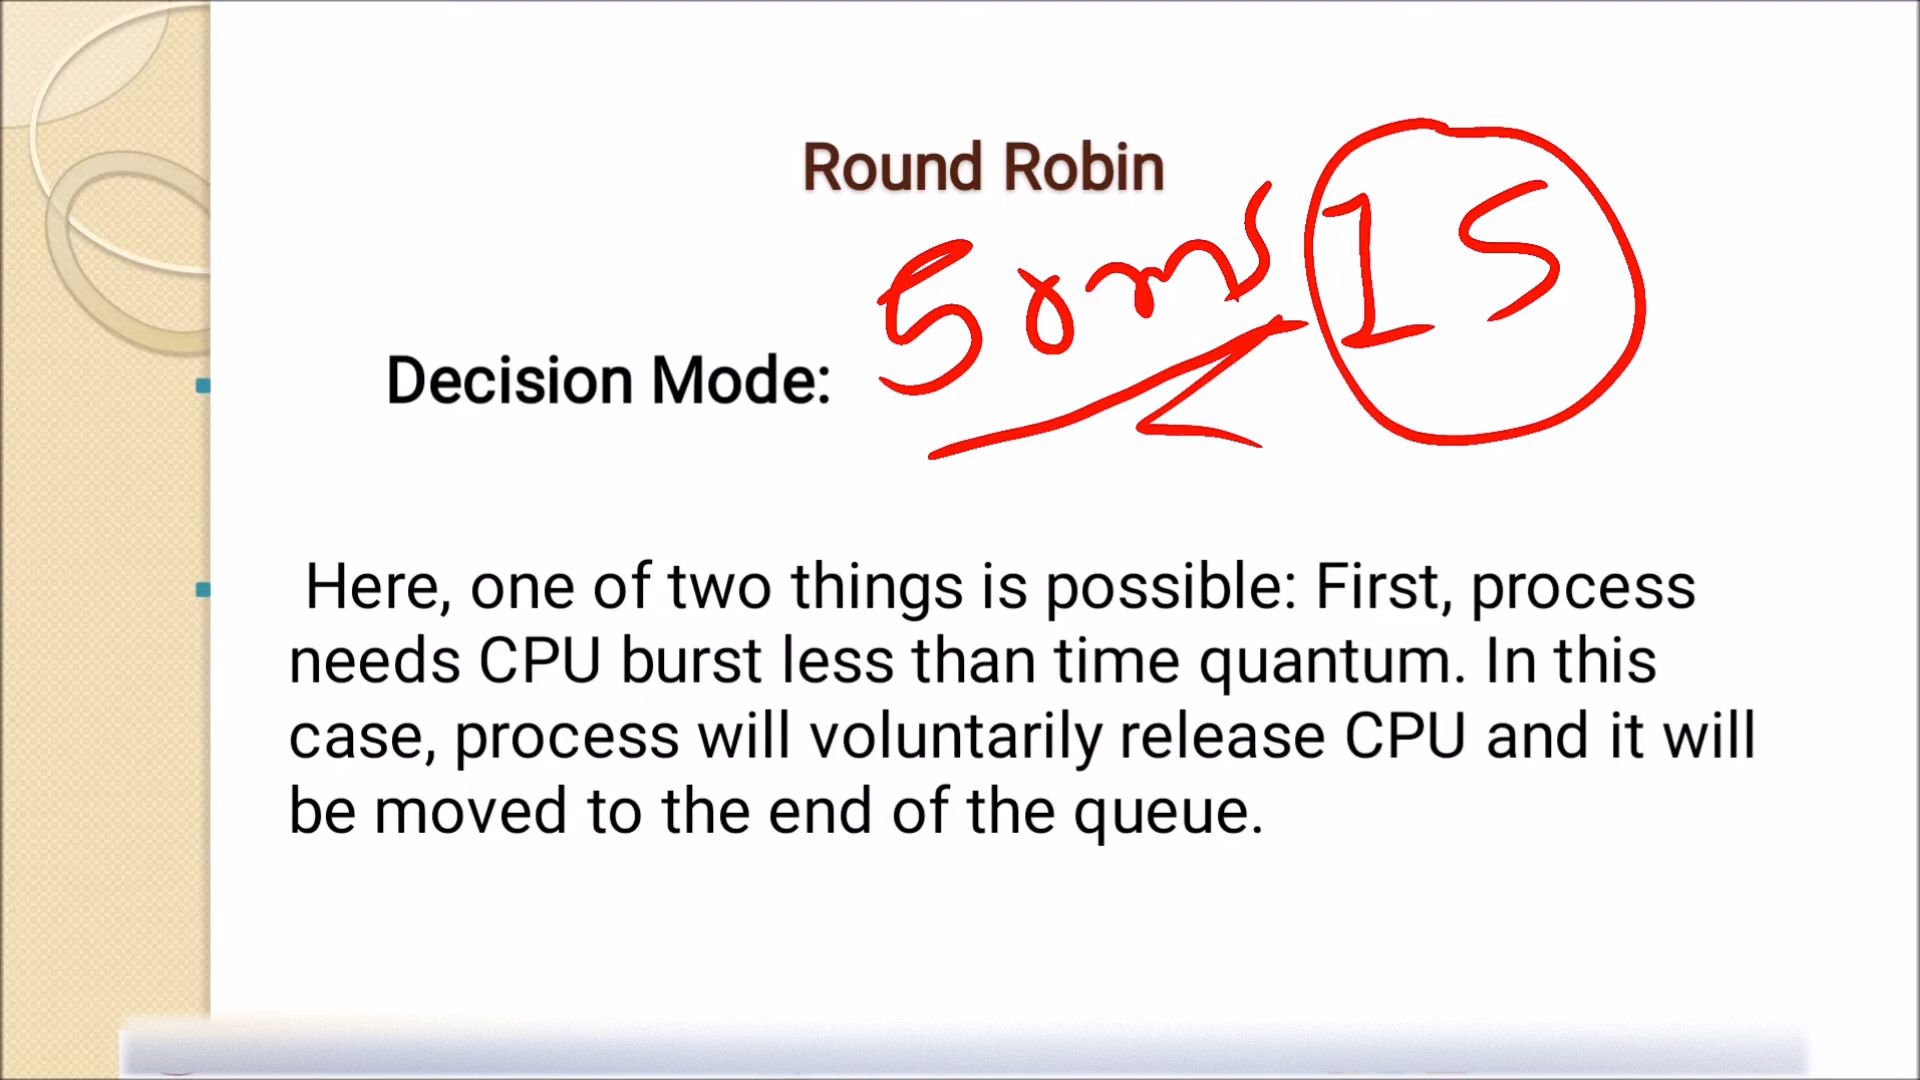 Round Robin
50ms 1S
Decision Mode:
Here, one of two things is possible: First, process
needs CPU burst less than time quantum. In this
case, process will voluntarily release CPU and it will
be moved to the end of the queue.